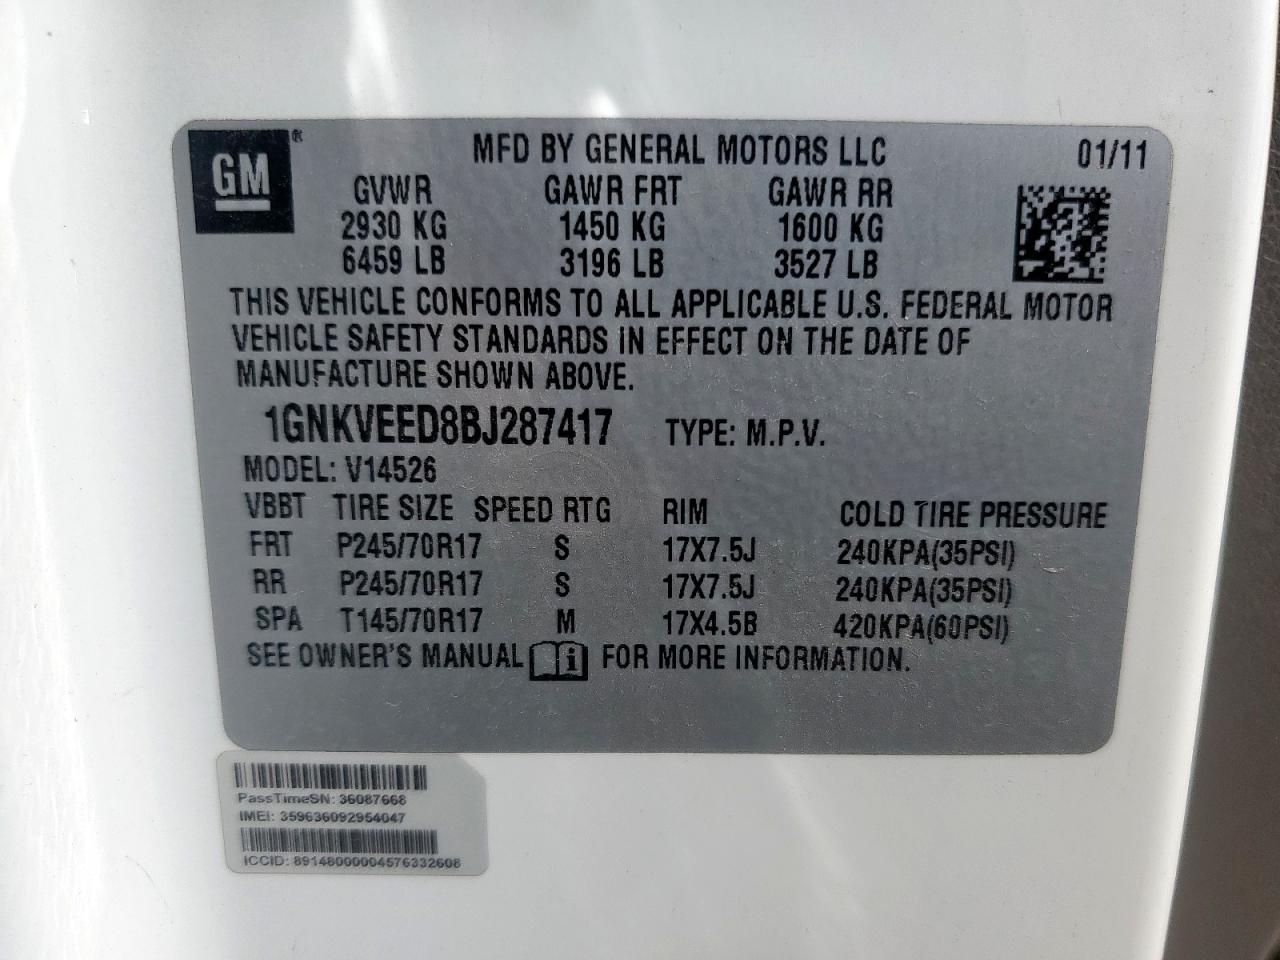 GM®
MFD BY GENERAL MOTORS LLC 01/11
GVWR GAWR FRT GAWR RR
2930 KG 1450 KG 1600 KG
6459 LB 3196 LB 3527 LB
THIS VEHICLE CONFORMS TO ALL APPLICABLE U.S. FEDERAL MOTOR
VEHICLE SAFETY STANDARDS IN EFFECT ON THE DATE OF
MANUFACTURE SHOWN ABOVE.
1GNKVEED8BJ287417 TYPE: M.P.V.
MODEL: V14526
VBBT TIRE SIZE SPEED RTG RIM COLD TIRE PRESSURE
FRT P245/70R17 S 17X7.5J 240KPA(35PSI)
RR P245/70R17 S 17X7.5J 240KPA(35PSI)
SPA T145/70R17 M 17X4.5B 420KPA(60PSI)
SEE OWNER'S MANUAL i FOR MORE INFORMATION.
PassTimeSN: 36087668
IMEI: 359636092954047
ICCID: 89148000004576332608